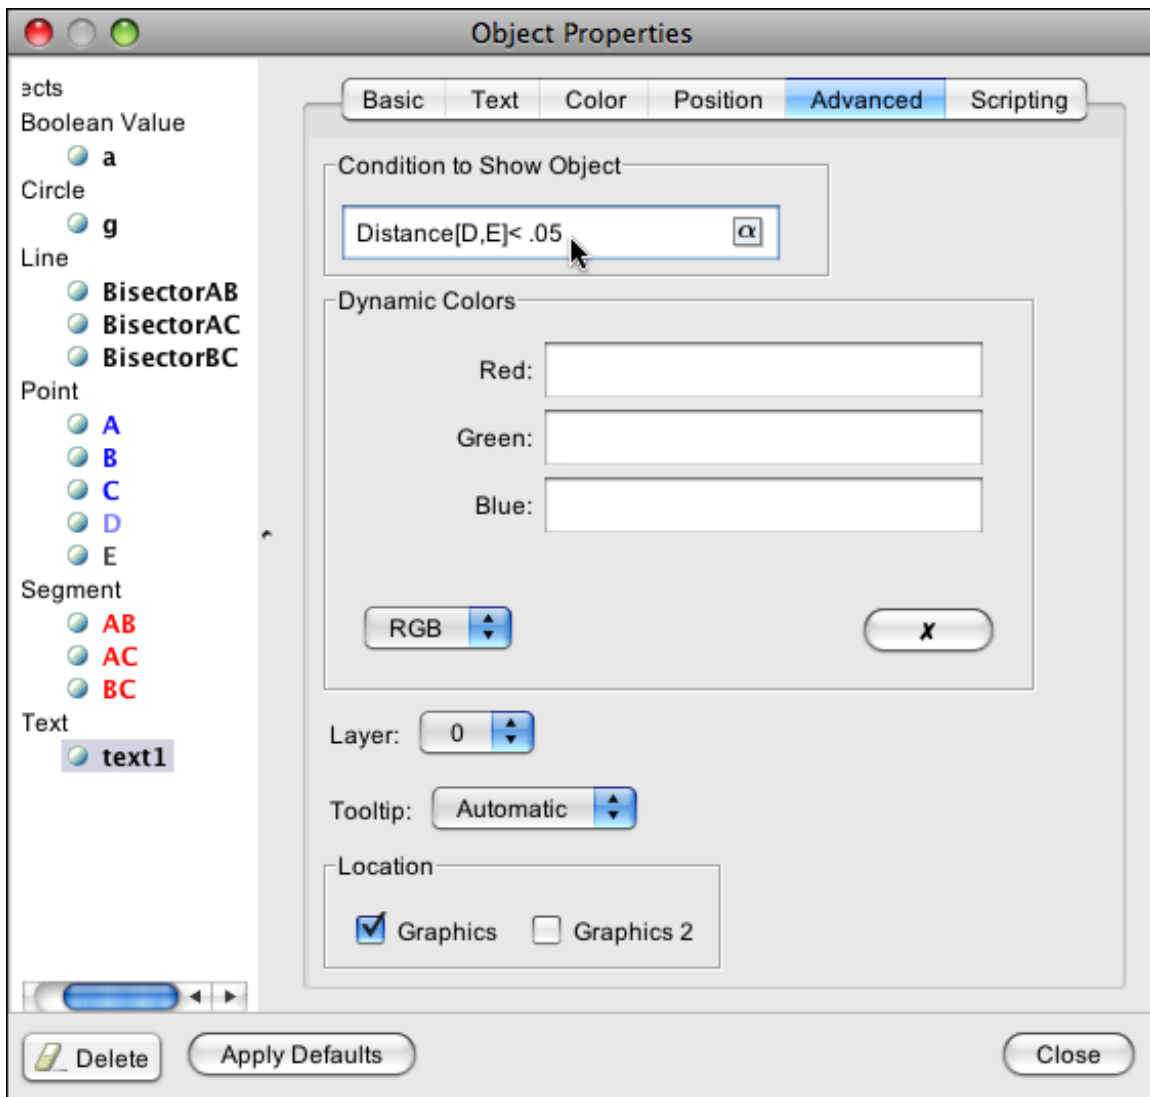 Object Properties
ects
Boolean Value
a
Circle
g
Line
BisectorAB
BisectorAC
BisectorBC
Point
A
B
C
D
E
Segment
AB
AC
BC
Text
text1
Basic Text Color Position Advanced Scripting
Condition to Show Object
Distance[D,E]< .05 α
Dynamic Colors
Red:
Green:
Blue:
RGB ✗
Layer: 0
Tooltip: Automatic
Location
Graphics Graphics 2
Delete Apply Defaults Close